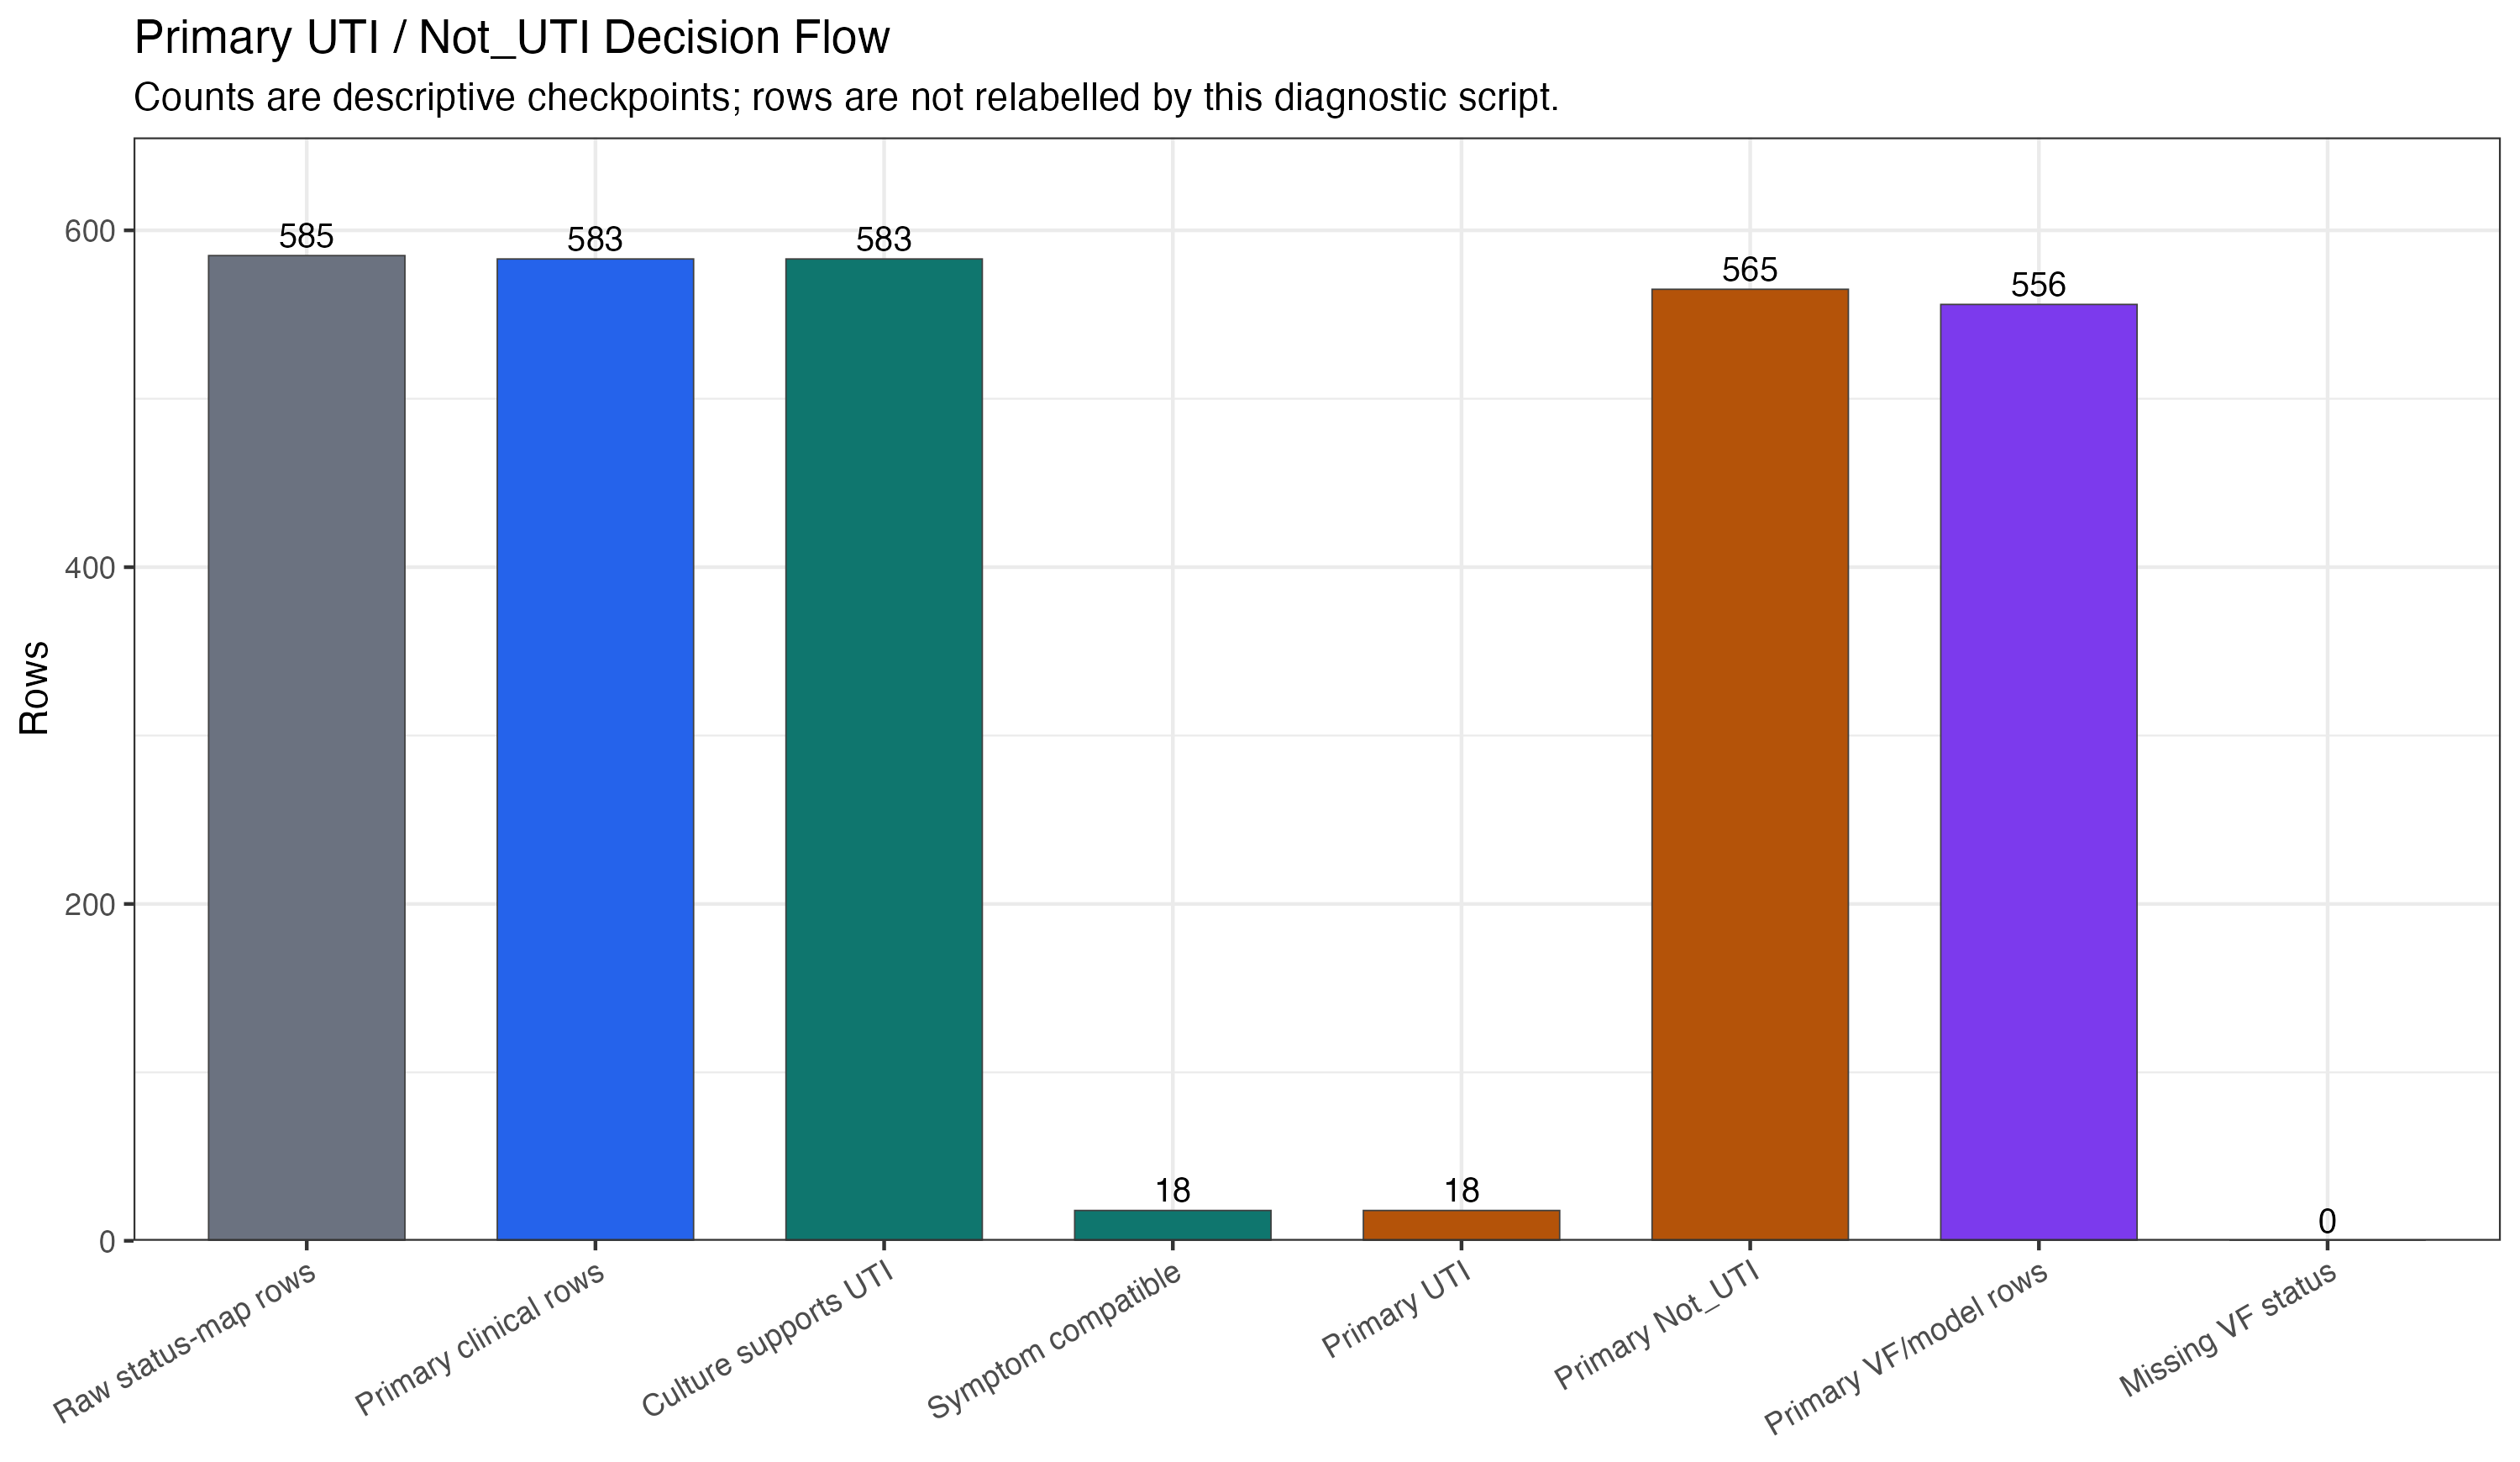 Primary UTI / Not_UTI Decision Flow
Counts are descriptive checkpoints; rows are not relabelled by this diagnostic script.
Rows
600
400
200
0
585
583
583
18
18
565
556
0
Raw status-map rows
Primary clinical rows
Culture supports UTI
Symptom compatible
Primary UTI
Primary Not_UTI
Primary VF/model rows
Missing VF status